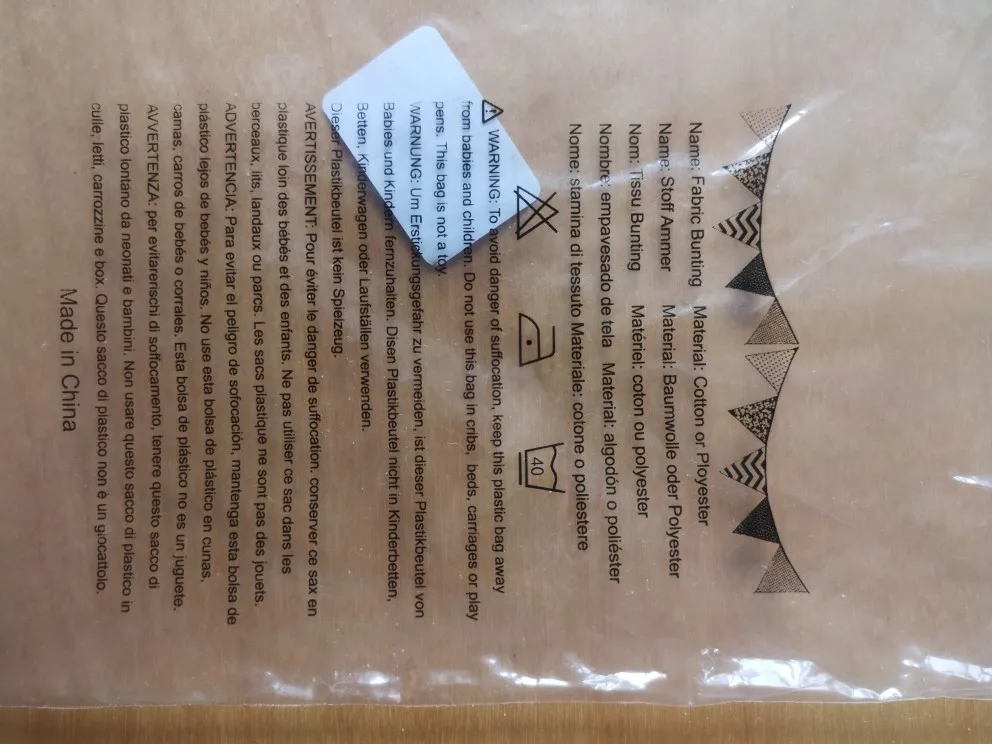 Name: Fabric Bunting Material: Cotton or Ployester
Name: Stoff Ammer Material: Baumwolle oder Polyester
Nom: Tissu Bunting Matériel: coton ou polyester
Nombre: empavesado de tela Material: algodón o poliéster
Nome: stamina di tessuto Materiale: cotone o poliestere
40
WARNING: To avoid danger of suffocation, keep this plastic bag away
from babies and children. Do not use this bag in cribs, beds, carriages or play
pens. This bag is not a toy.
WARNUNG: Um Erstickungsgefahr zu vermeiden, ist dieser Plastikbeutel von
Babies und Kindern fernzuhalten. Disen Plastikbeutel nicht in Kinderbetten,
Betten, Kinderwagen oder Laufställen verwenden.
Dieser Plastikbeutel ist kein Spielzeug.
AVERTISSEMENT: Pour éviter le danger de suffocation. conserver ce sax en
plastique loin des bébés et des enfants. Ne pas utiliser ce sac dans les
berceaux, lits, landaux ou parcs. Les sacs plastique ne sont pas des jouets.
ADVERTENCIA: Para evitar el peligro de sofocación, mantenga esta bolsa de
plástico lejos de bebés y niños. No use esta bolsa de plástico en cunas,
camas, carros de bebés o corrales. Esta bolsa de plástico no es un juguete.
AVVERTENZA: per evitarerischi di soffocamento, tenere questo sacco di
plastico lontano da neonati e bambini. Non usare questo sacco di plastico in
culle, letti, carrozzine e box. Questo sacco di plastico non è un giocattolo.
Made in China